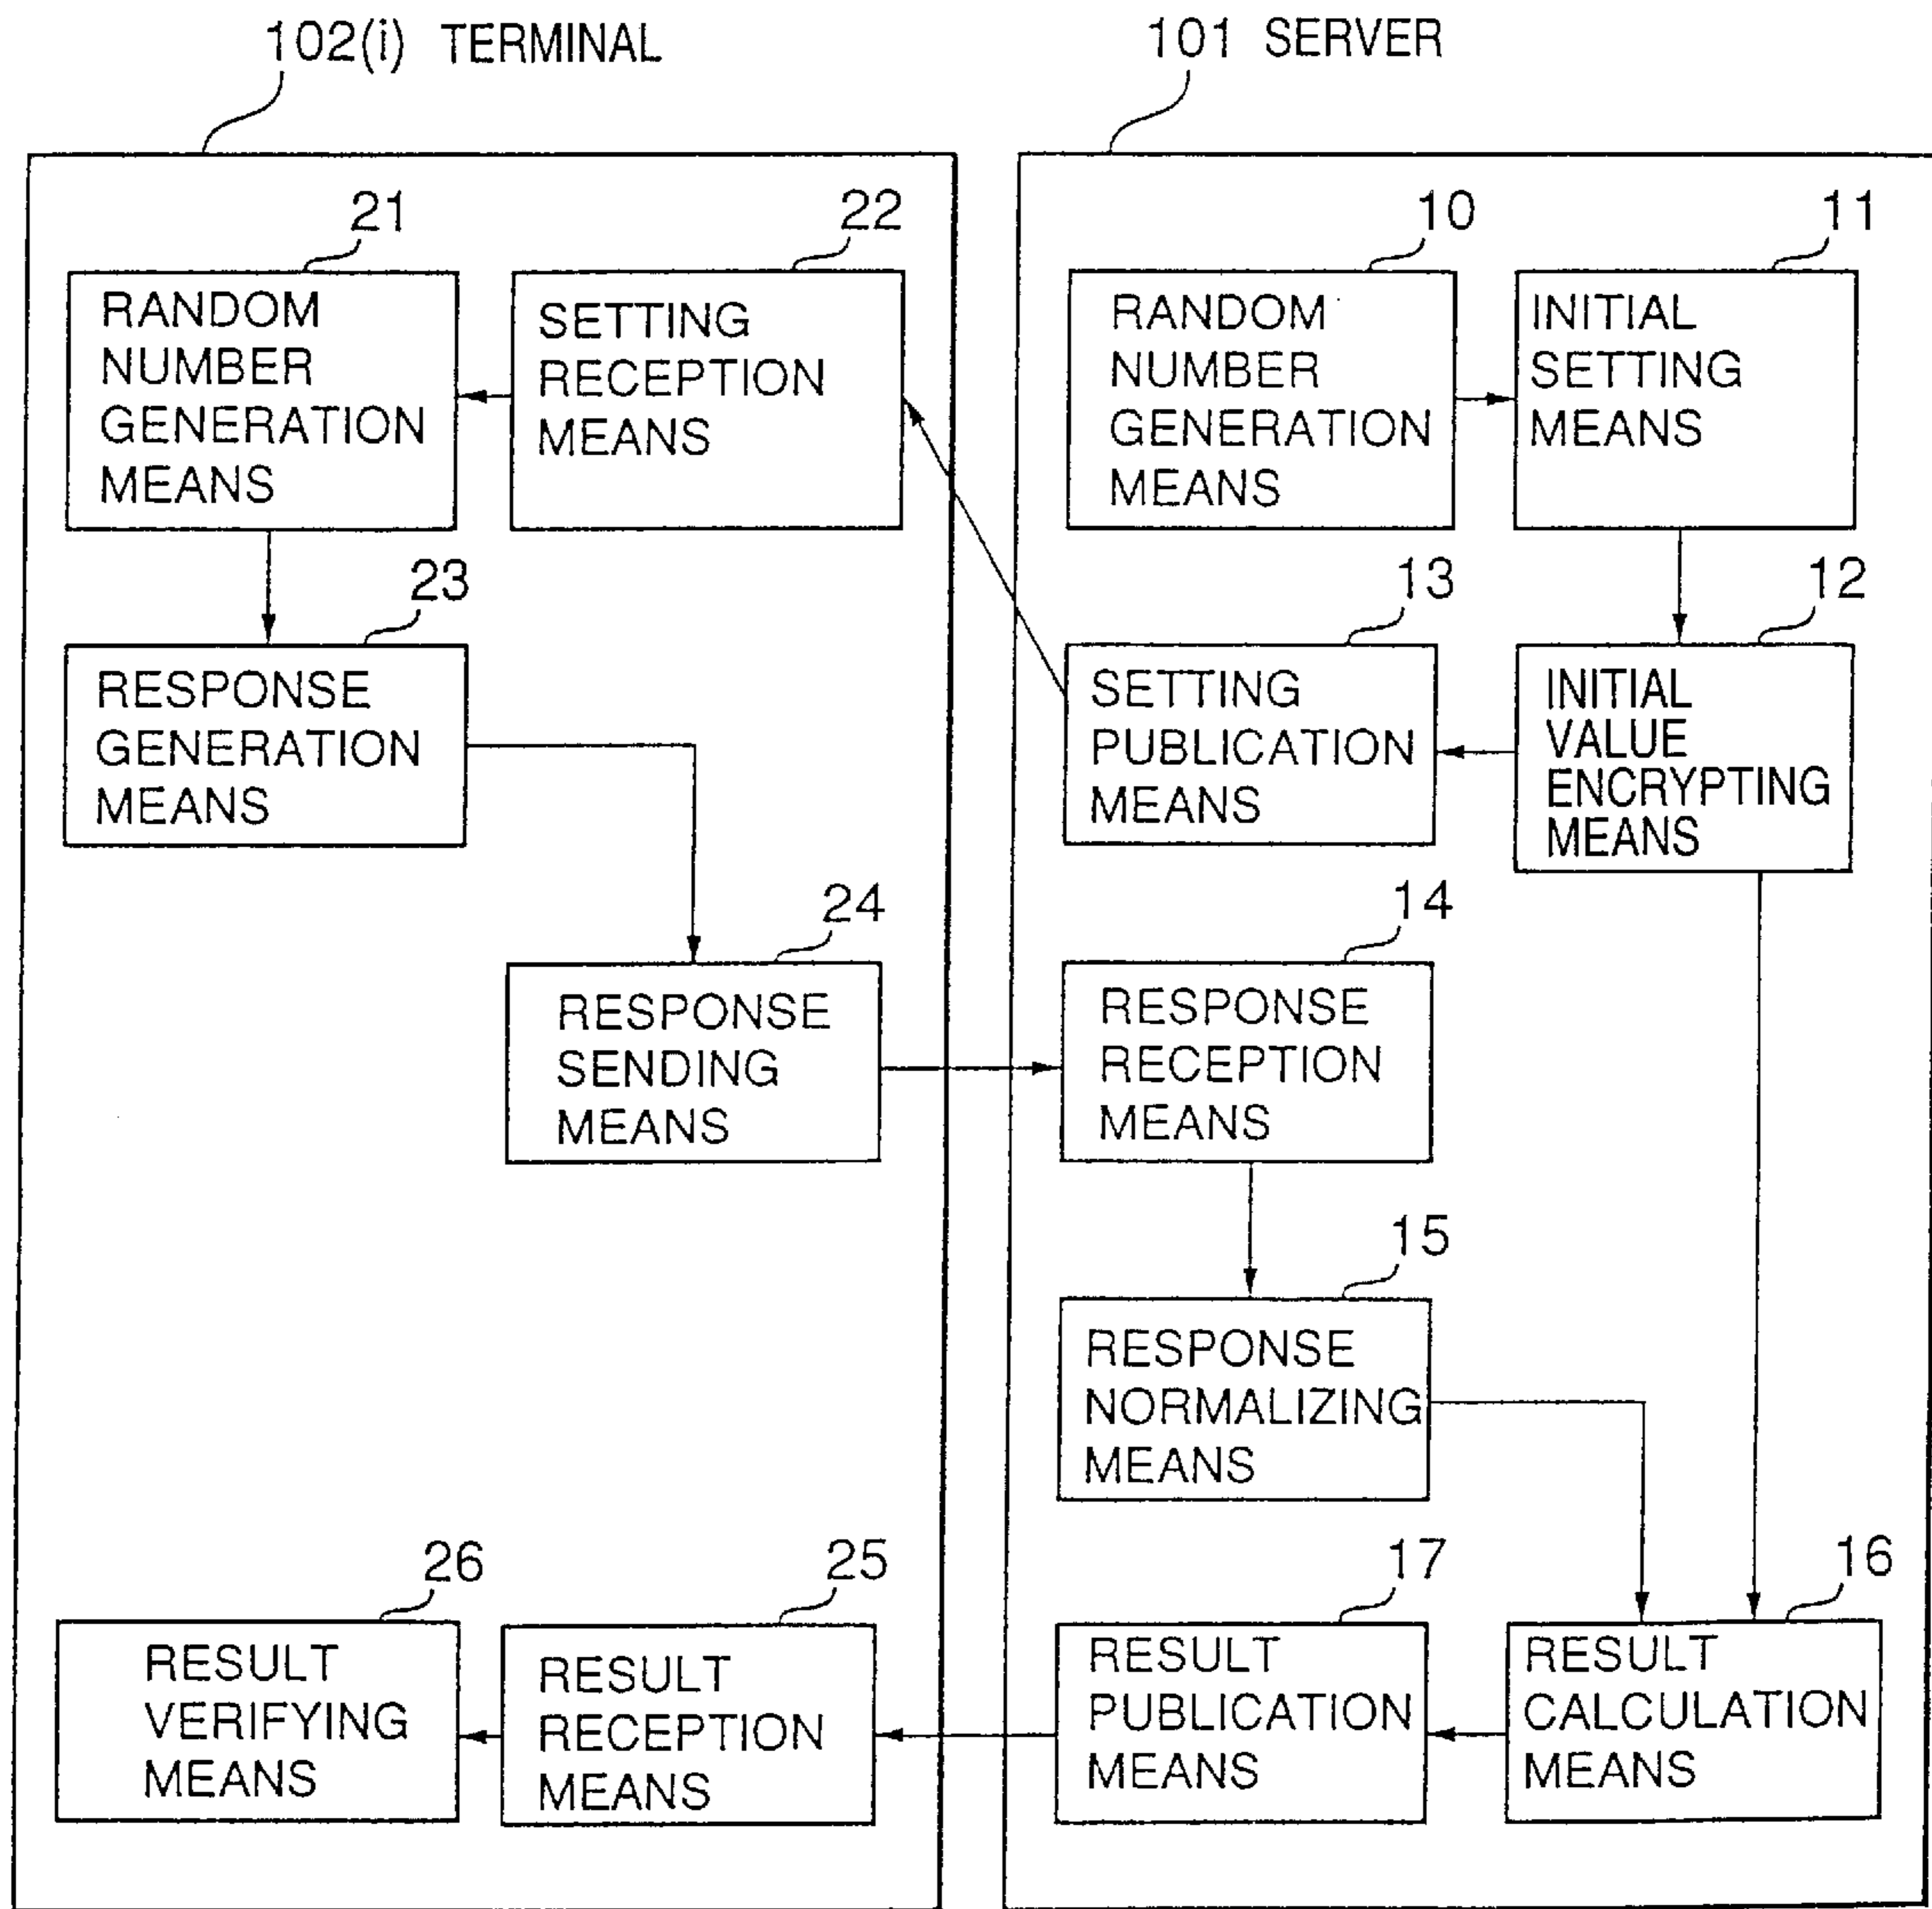 102(i) TERMINAL
101 SERVER
21
RANDOM
NUMBER
GENERATION
MEANS
22
SETTING
RECEPTION
MEANS
10
RANDOM
NUMBER
GENERATION
MEANS
11
INITIAL
SETTING
MEANS
23
RESPONSE
GENERATION
MEANS
13
SETTING
PUBLICATION
MEANS
12
INITIAL
VALUE
ENCRYPTING
MEANS
24
RESPONSE
SENDING
MEANS
14
RESPONSE
RECEPTION
MEANS
15
RESPONSE
NORMALIZING
MEANS
26
RESULT
VERIFYING
MEANS
25
RESULT
RECEPTION
MEANS
17
RESULT
PUBLICATION
MEANS
16
RESULT
CALCULATION
MEANS